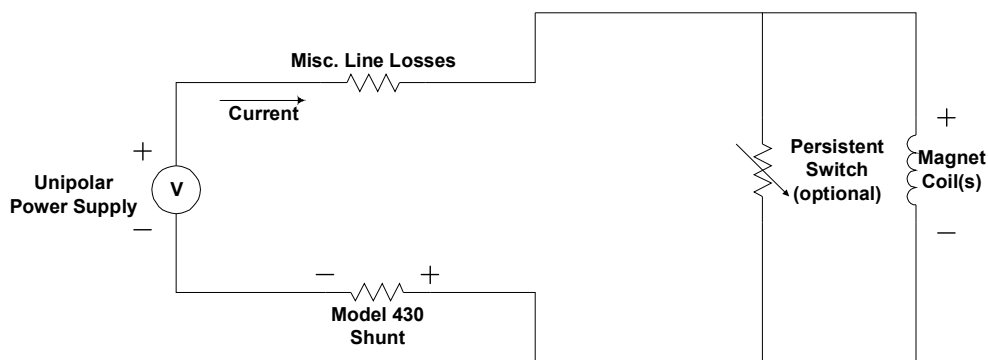 Misc. Line Losses
Current
+
Unipolar
Power Supply
V
−
Persistent
Switch
(optional)
+
Magnet
Coil(s)
−
− +
Model 430
Shunt